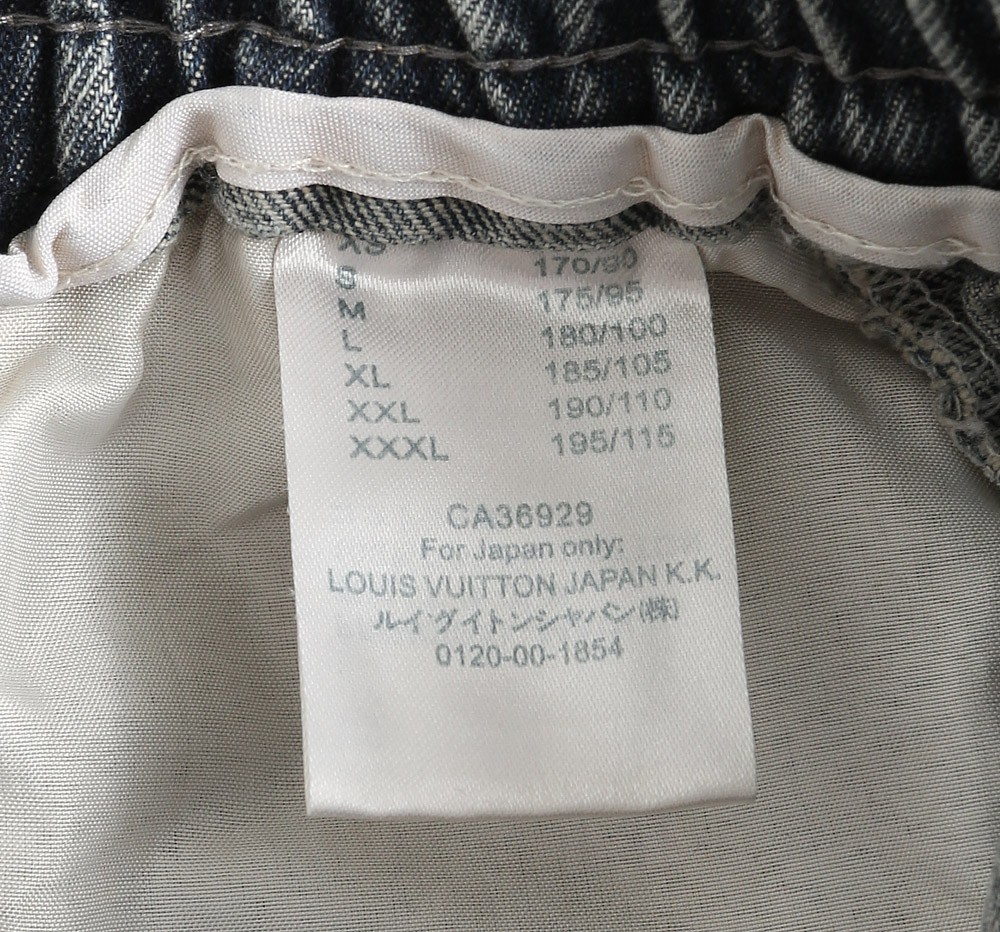 XS 170/90
S 175/95
M 180/100
L 185/105
XL 190/110
XXL 195/115
XXXL
CA36929
For Japan only:
LOUIS VUITTON JAPAN K.K.
ルイヴィトンジャパン(株)
0120-00-1854